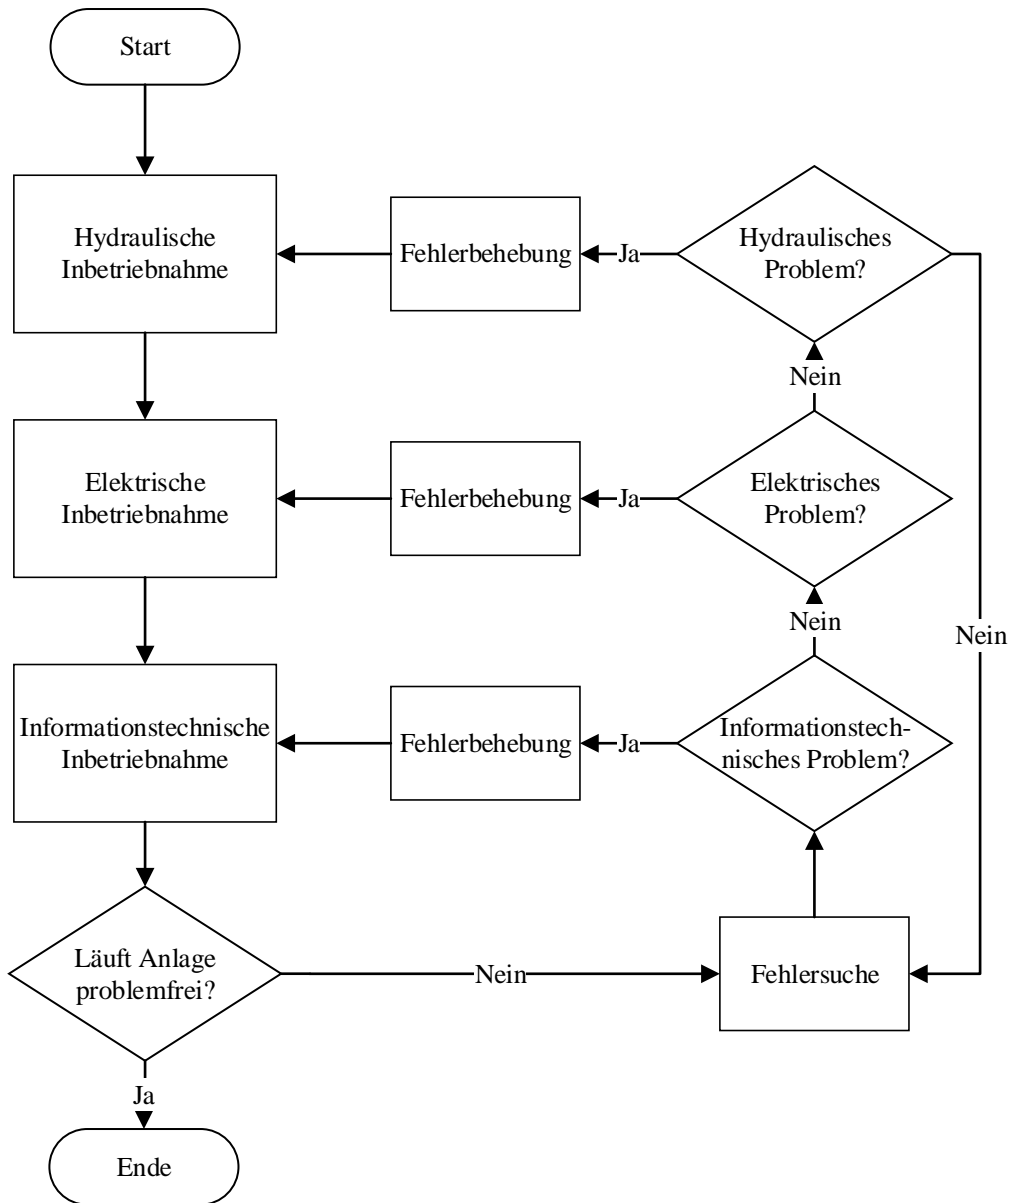 Start
Hydraulische
Inbetriebnahme
Fehlerbehebung
Ja
Hydraulisches
Problem?
Nein
Elektrische
Inbetriebnahme
Fehlerbehebung
Ja
Elektrisches
Problem?
Nein
Nein
Informationstechnische
Inbetriebnahme
Fehlerbehebung
Ja
Informationstech-
nisches Problem?
Läuft Anlage
problemfrei?
Nein
Fehlersuche
Ja
Ende